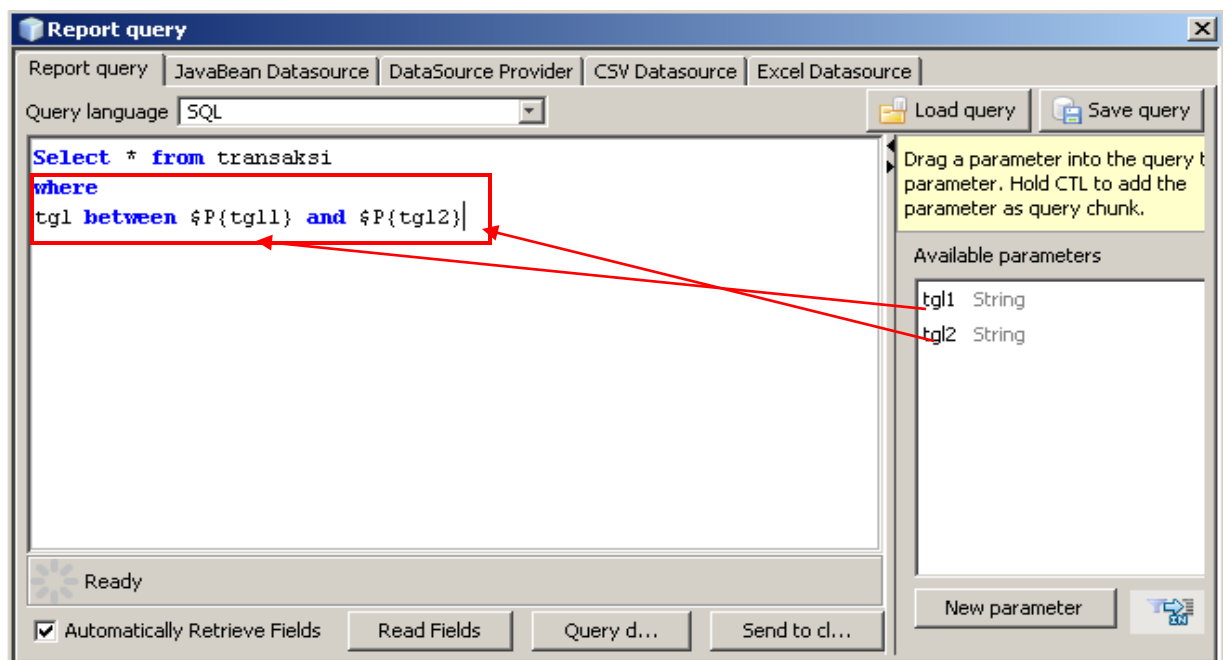 Report query
Report query JavaBean Datasource DataSource Provider CSV Datasource Excel Datasource
Query language SQL Load query Save query
Select * from transaksi
where
tgl between $P{tgl1} and $P{tgl2}
Drag a parameter into the query t
parameter. Hold CTL to add the
parameter as query chunk.
Available parameters
tgl1 String
tgl2 String
Ready
New parameter
Automatically Retrieve Fields Read Fields Query d... Send to cl...